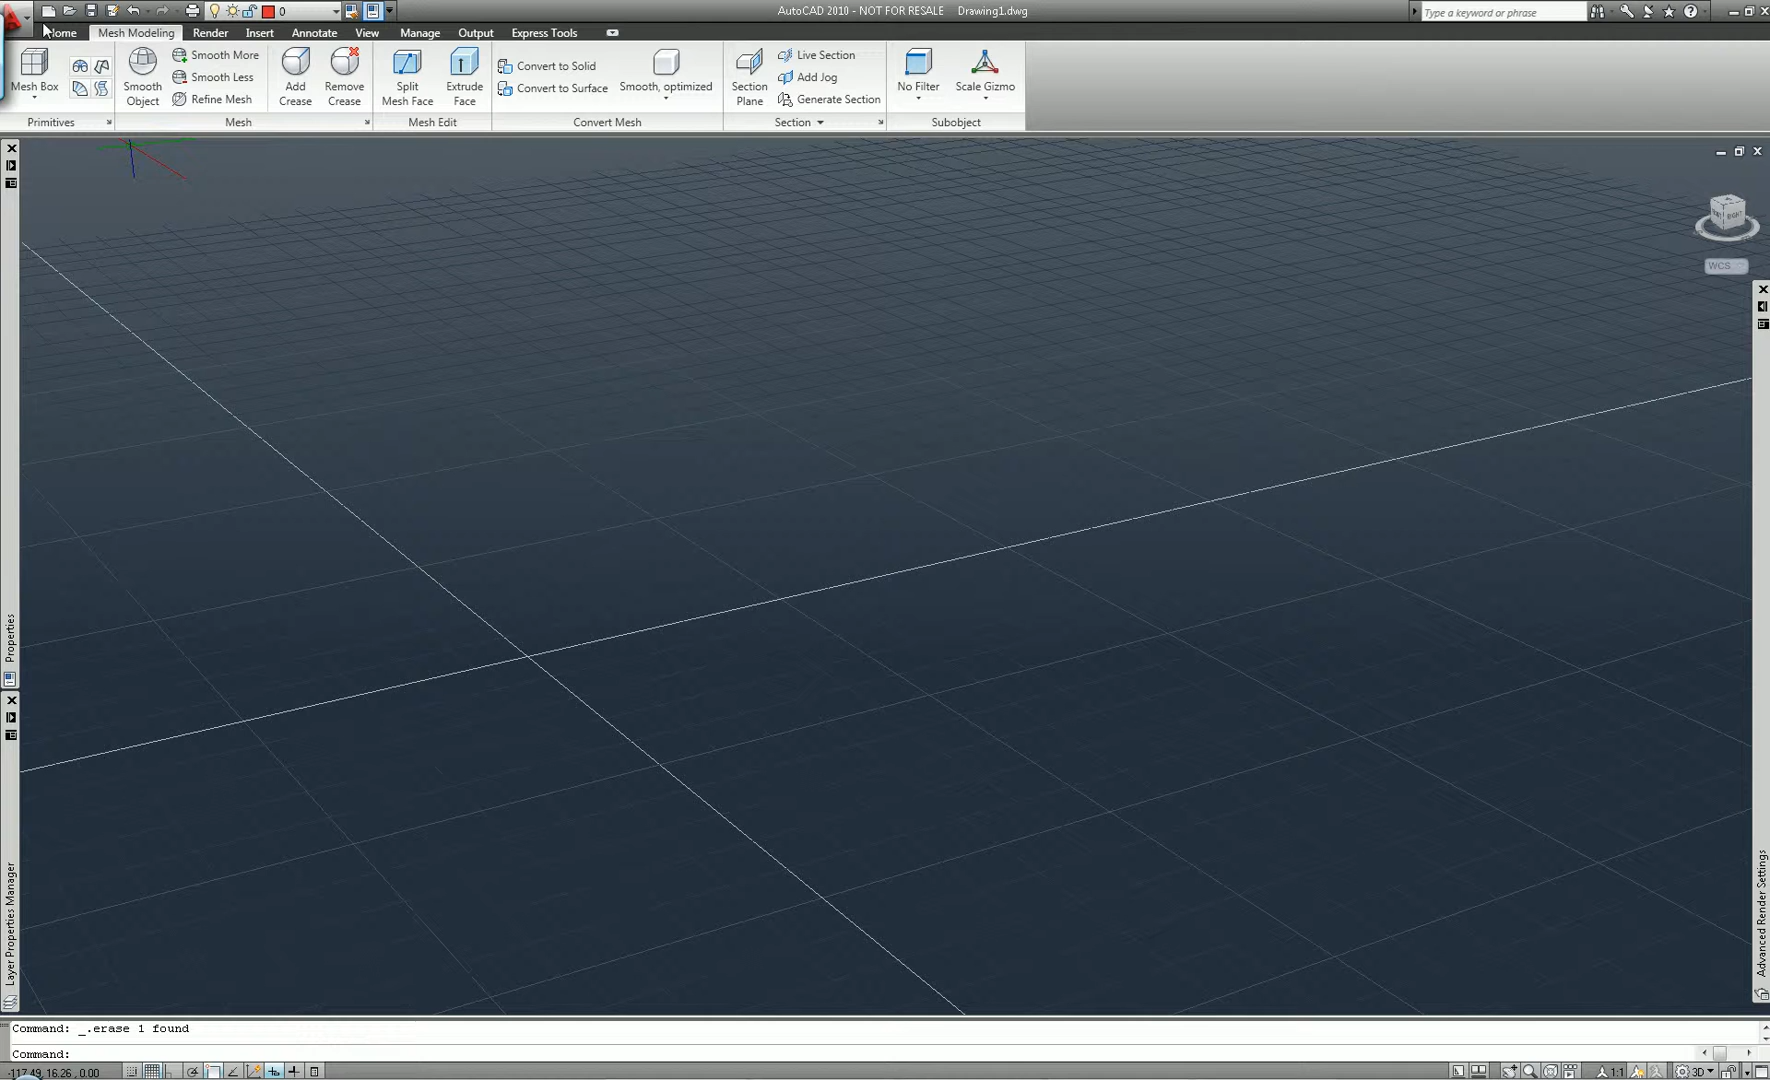 0
AutoCAD 2010 - NOT FOR RESALE Drawing1.dwg
Type a keyword or phrase
Home Mesh Modeling Render Insert Annotate View Manage Output Express Tools
Mesh Box
Smooth Object
Smooth More
Smooth Less
Refine Mesh
Add Crease
Remove Crease
Split Mesh Face
Extrude Face
Convert to Solid
Convert to Surface
Smooth, optimized
Section Plane
Live Section
Add Jog
Generate Section
No Filter
Scale Gizmo
Primitives Mesh Mesh Edit Convert Mesh Section Subobject
RIGHT
WCS
Properties
Layer Properties Manager
Advanced Render Settings
Command: _.erase 1 found
Command:
-117.49, 16.26, 0.00
1:1
3D